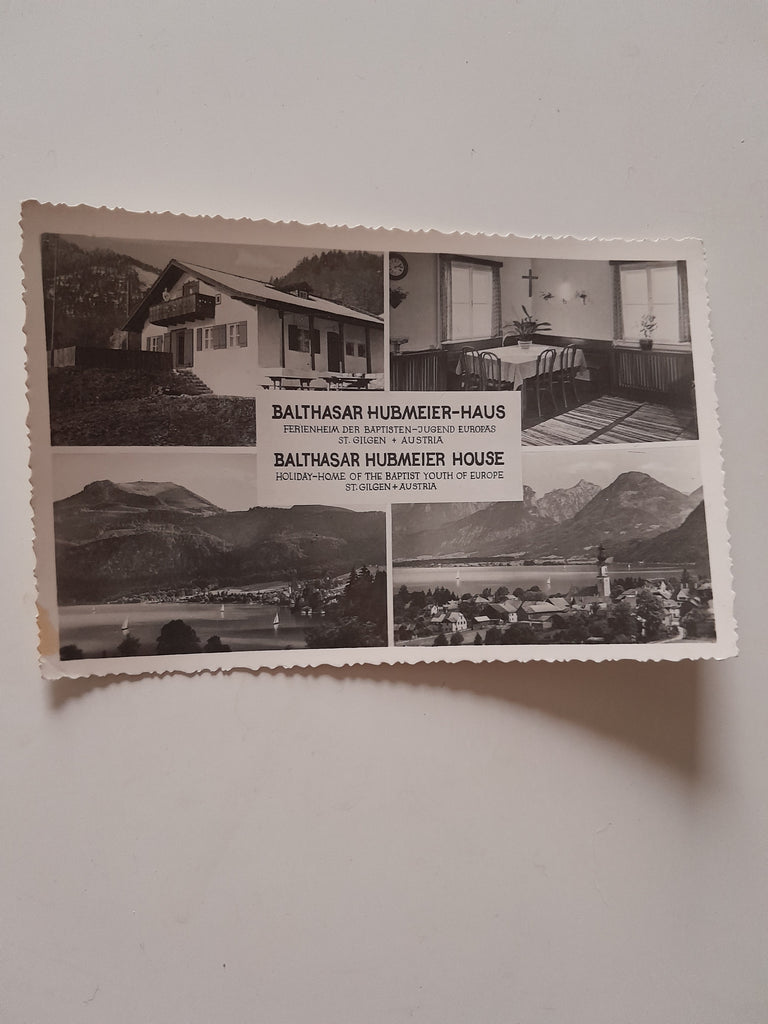 BALTHASAR HUBMEIER-HAUS
FERIENHEIM DER BAPTISTEN-JUGEND EUROPAS
ST. GILGEN + AUSTRIA
BALTHASAR HUBMEIER HOUSE
HOLIDAY-HOME OF THE BAPTIST YOUTH OF EUROPE
ST. GILGEN + AUSTRIA